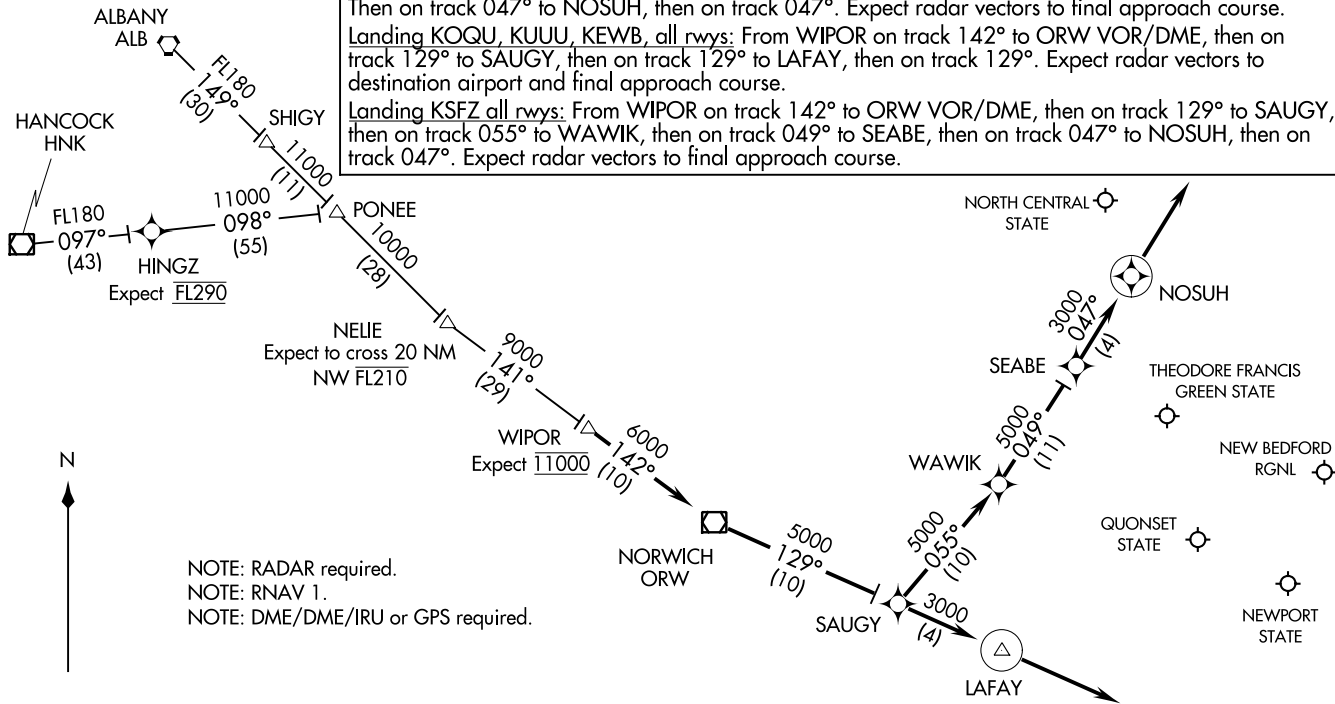 Then on track 047° to NOSUH, then on track 047°. Expect radar vectors to final approach course.
Landing KOQU, KUUU, KEWB, all rwys: From WIPOR on track 142° to ORW VOR/DME, then on
track 129° to SAUGY, then on track 129° to LAFAY, then on track 129°. Expect radar vectors to
destination airport and final approach course.
Landing KSFZ all rwys: From WIPOR on track 142° to ORW VOR/DME, then on track 129° to SAUGY,
then on track 055° to WAWIK, then on track 049° to SEABE, then on track 047° to NOSUH, then on
track 047°. Expect radar vectors to final approach course.
ALBANY
ALB
FL180
149°
(30)
SHIGY
11000
(11)
HANCOCK
HNK
FL180
097°
(43)
HINGZ
Expect FL290
11000
098°
(55)
PONEE
10000
(28)
NELIE
Expect to cross 20 NM
NW FL210
9000
141°
(29)
WIPOR
Expect 11000
6000
142°
(10)
NORWICH
ORW
5000
129°
(10)
SAUGY
3000
(4)
LAFAY
5000
055°
(10)
WAWIK
5000
049°
(11)
SEABE
3000
047°
(4)
NOSUH
NORTH CENTRAL
STATE
THEODORE FRANCIS
GREEN STATE
NEW BEDFORD
RGNL
QUONSET
STATE
NEWPORT
STATE
N
NOTE: RADAR required.
NOTE: RNAV 1.
NOTE: DME/DME/IRU or GPS required.